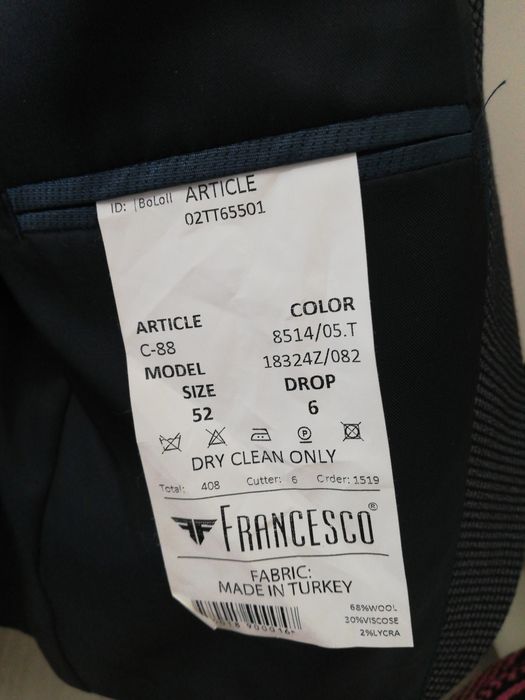 ID: |BoLoll ARTICLE
02TT65501
ARTICLE COLOR
C-88 8514/05.T
MODEL 18324Z/082
SIZE DROP
52 6
DRY CLEAN ONLY
Total: 408 Cutter: 6 Order: 1519
FRANCESCO®
FABRIC:
MADE IN TURKEY
68%WOOL
30%VISCOSE
2%LYCRA